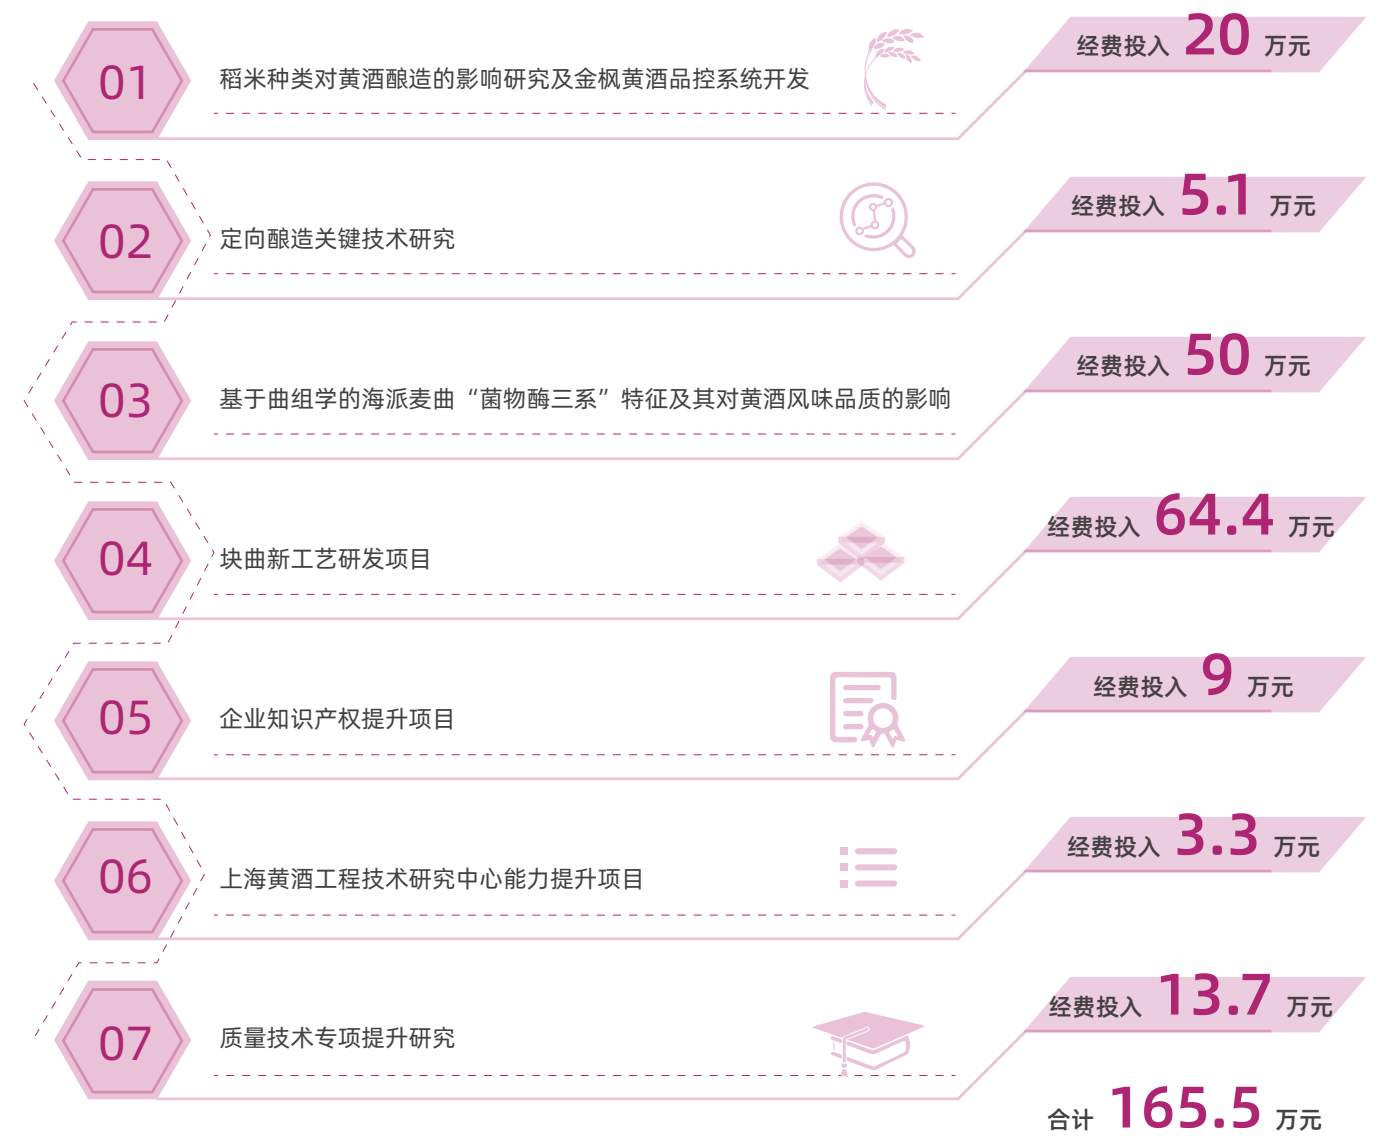 01
稻米种类对黄酒酿造的影响研究及金枫黄酒品控系统开发
经费投入 20 万元
02
定向酿造关键技术研究
经费投入 5.1 万元
03
基于曲组学的海派麦曲“菌物酶三系”特征及其对黄酒风味品质的影响
经费投入 50 万元
04
块曲新工艺研发项目
经费投入 64.4 万元
05
企业知识产权提升项目
经费投入 9 万元
06
上海黄酒工程技术研究中心能力提升项目
经费投入 3.3 万元
07
质量技术专项提升研究
经费投入 13.7 万元
合计 165.5 万元